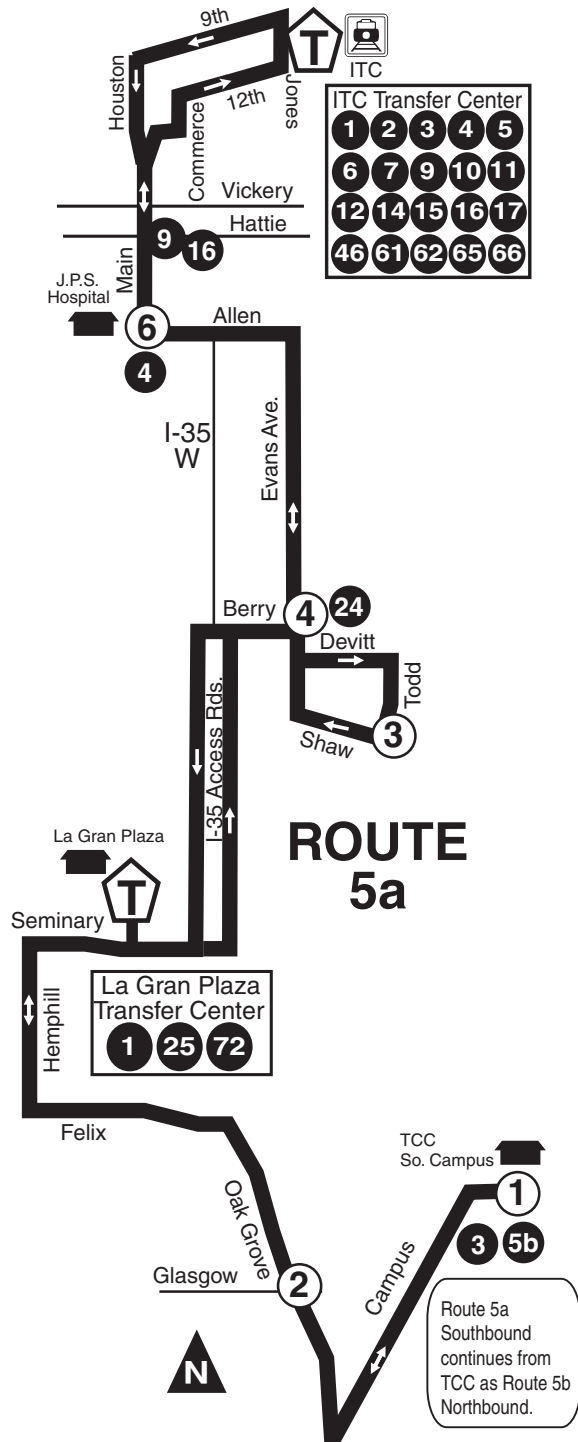 9th
T
ITC
Houston
12th
Jones
Commerce
ITC Transfer Center
1 2 3 4 5
6 7 9 10 11
12 14 15 16 17
46 61 62 65 66
Vickery
Hattie
9 16
Main
J.P.S.
Hospital
6
Allen
4
I-35
W
Evans Ave.
Berry
4
24
Devitt
Todd
Shaw
3
I-35 Access Rds.
ROUTE
5a
La Gran Plaza
T
Seminary
Hemphill
La Gran Plaza
Transfer Center
1 25 72
Felix
TCC
So. Campus
1
3 5b
Oak Grove
Campus
Glasgow
2
N
Route 5a
Southbound
continues from
TCC as Route 5b
Northbound.